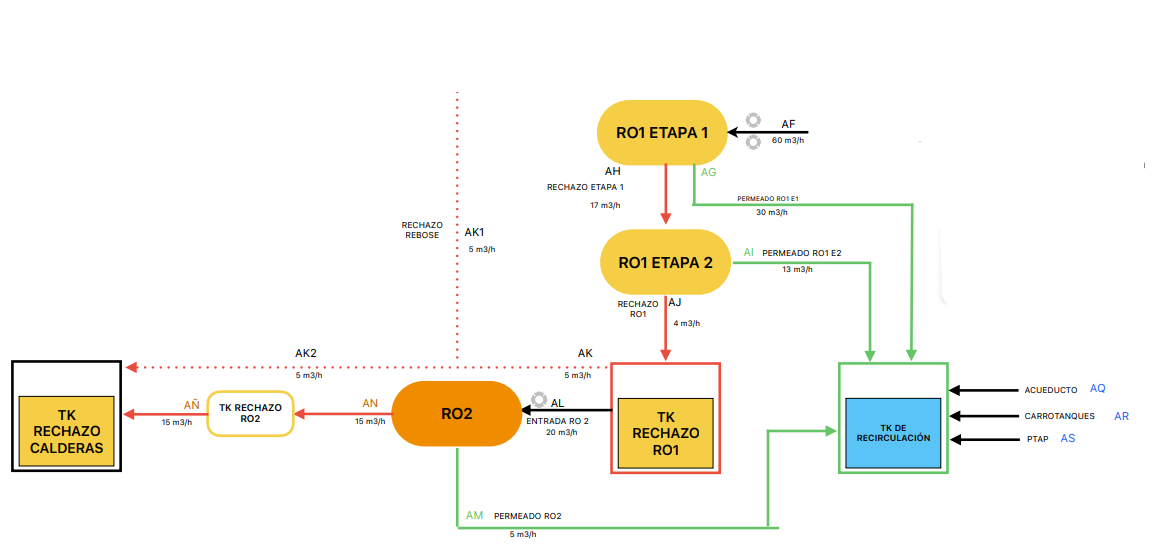 RO1 ETAPA 1
AF
60 m3/h
AH
RECHAZO ETAPA 1
17 m3/h
AG
PERMEADO RO1 E1
30 m3/h
RECHAZO
REBOSE
AK1
5 m3/h
RO1 ETAPA 2
AI PERMEADO RO1 E2
13 m3/h
RECHAZO
RO1
AJ
4 m3/h
AK2
5 m3/h
AK
5 m3/h
TK
RECHAZO
CALDERAS
AÑ
15 m3/h
TK RECHAZO
RO2
AN
15 m3/h
RO2
AL
ENTRADA RO 2
20 m3/h
TK
RECHAZO
RO1
TK DE
RECIRCULACIÓN
ACUEDUCTO AQ
CARROTANQUES AR
PTAP AS
AM PERMEADO RO2
5 m3/h